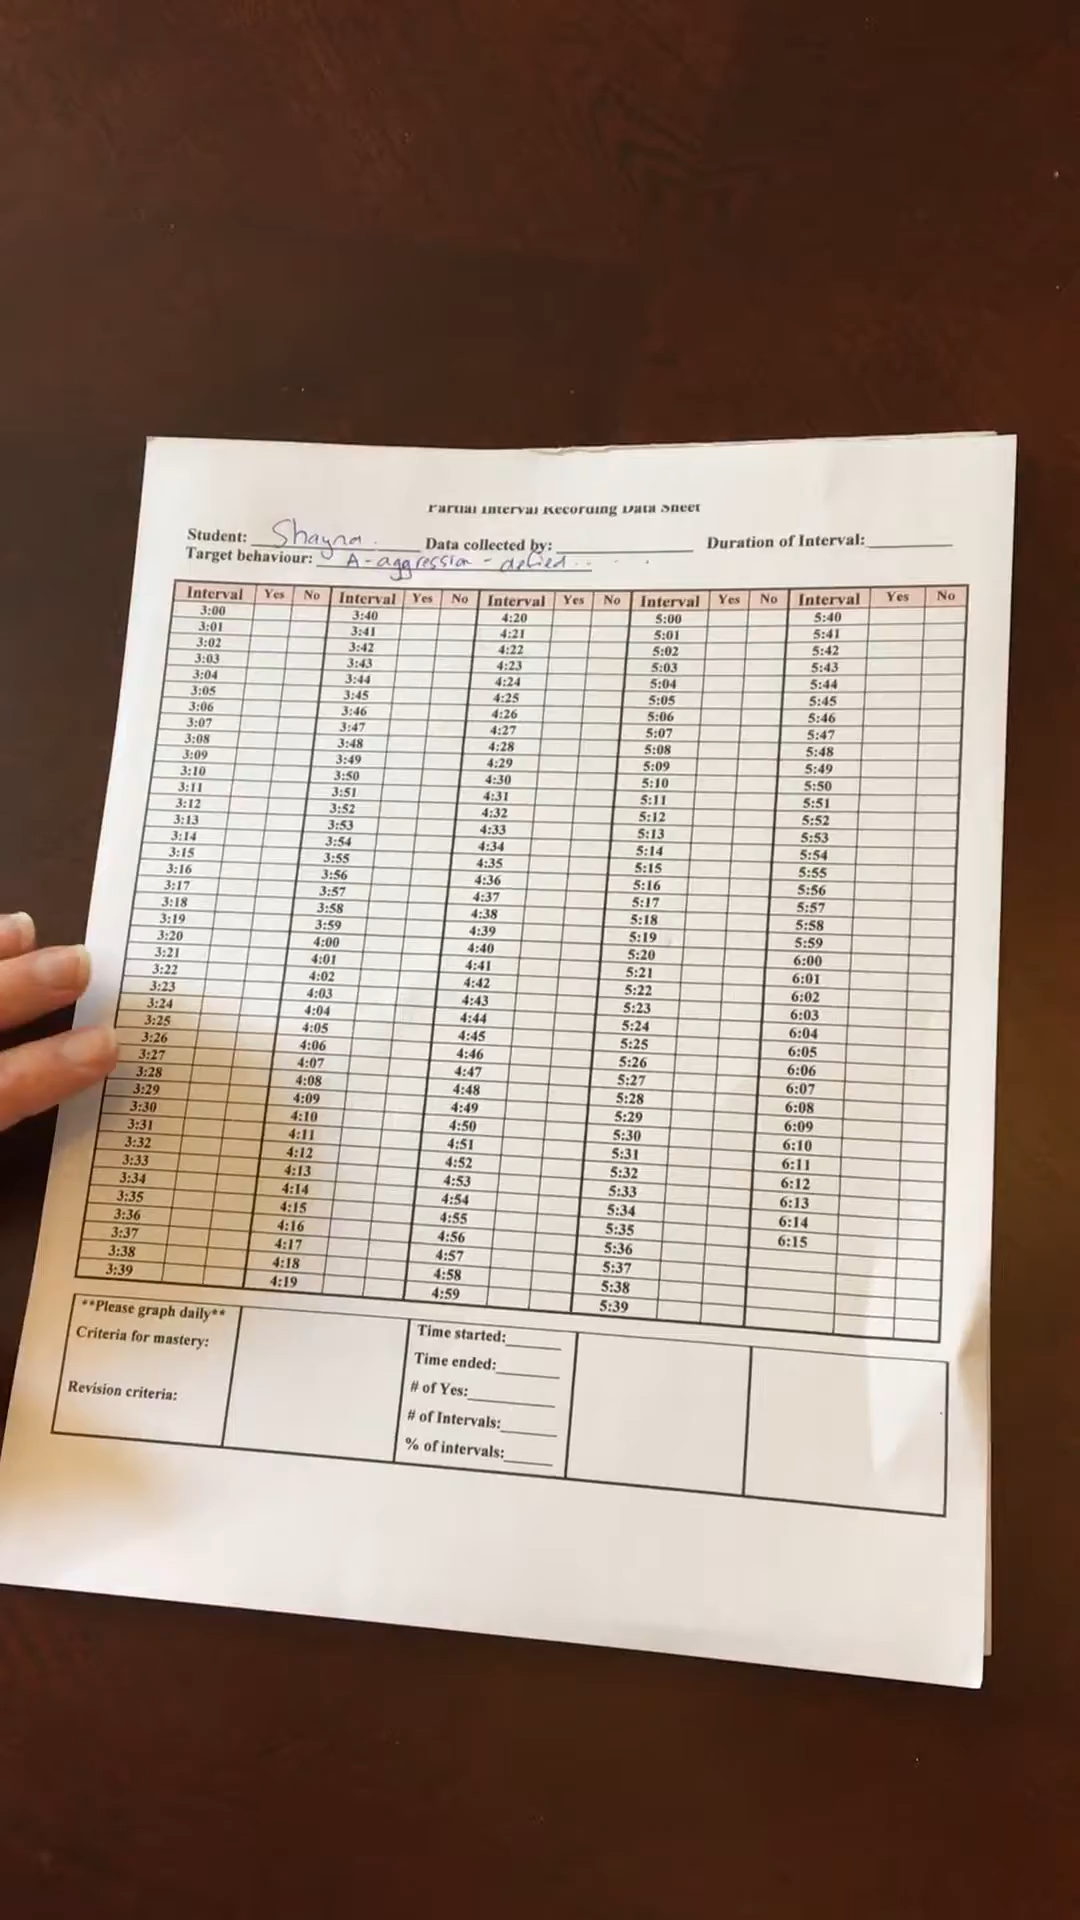 Partial Interval Recording Data Sheet
Student: Shayna. Data collected by:__________ Duration of Interval:__________
Target behaviour: A-aggression - defied.. . .
Interval Yes No Interval Yes No Interval Yes No Interval Yes No Interval Yes No
3:00 3:40 4:20 5:00 5:40
3:01 3:41 4:21 5:01 5:41
3:02 3:42 4:22 5:02 5:42
3:03 3:43 4:23 5:03 5:43
3:04 3:44 4:24 5:04 5:44
3:05 3:45 4:25 5:05 5:45
3:06 3:46 4:26 5:06 5:46
3:07 3:47 4:27 5:07 5:47
3:08 3:48 4:28 5:08 5:48
3:09 3:49 4:29 5:09 5:49
3:10 3:50 4:30 5:10 5:50
3:11 3:51 4:31 5:11 5:51
3:12 3:52 4:32 5:12 5:52
3:13 3:53 4:33 5:13 5:53
3:14 3:54 4:34 5:14 5:54
3:15 3:55 4:35 5:15 5:55
3:16 3:56 4:36 5:16 5:56
3:17 3:57 4:37 5:17 5:57
3:18 3:58 4:38 5:18 5:58
3:19 3:59 4:39 5:19 5:59
3:20 4:00 4:40 5:20 6:00
3:21 4:01 4:41 5:21 6:01
3:22 4:02 4:42 5:22 6:02
3:23 4:03 4:43 5:23 6:03
3:24 4:04 4:44 5:24 6:04
3:25 4:05 4:45 5:25 6:05
3:26 4:06 4:46 5:26 6:06
3:27 4:07 4:47 5:27 6:07
3:28 4:08 4:48 5:28 6:08
3:29 4:09 4:49 5:29 6:09
3:30 4:10 4:50 5:30 6:10
3:31 4:11 4:51 5:31 6:11
3:32 4:12 4:52 5:32 6:12
3:33 4:13 4:53 5:33 6:13
3:34 4:14 4:54 5:34 6:14
3:35 4:15 4:55 5:35 6:15
3:36 4:16 4:56 5:36
3:37 4:17 4:57 5:37
3:38 4:18 4:58 5:38
3:39 4:19 4:59 5:39
**Please graph daily**
Criteria for mastery:
Revision criteria:
Time started:______
Time ended:______
# of Yes:______
# of Intervals:______
% of intervals:______